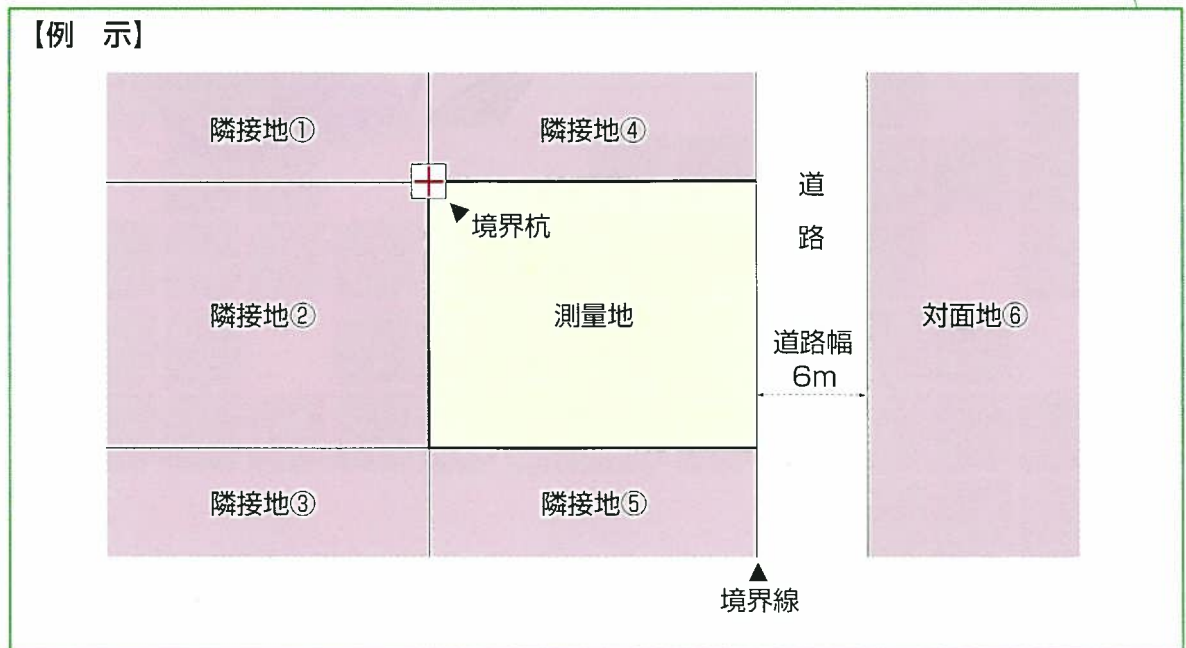 【例　示】
隣接地①
隣接地④
道
路
境界杭
隣接地②
測量地
対面地⑥
道路幅
6m
隣接地③
隣接地⑤
境界線